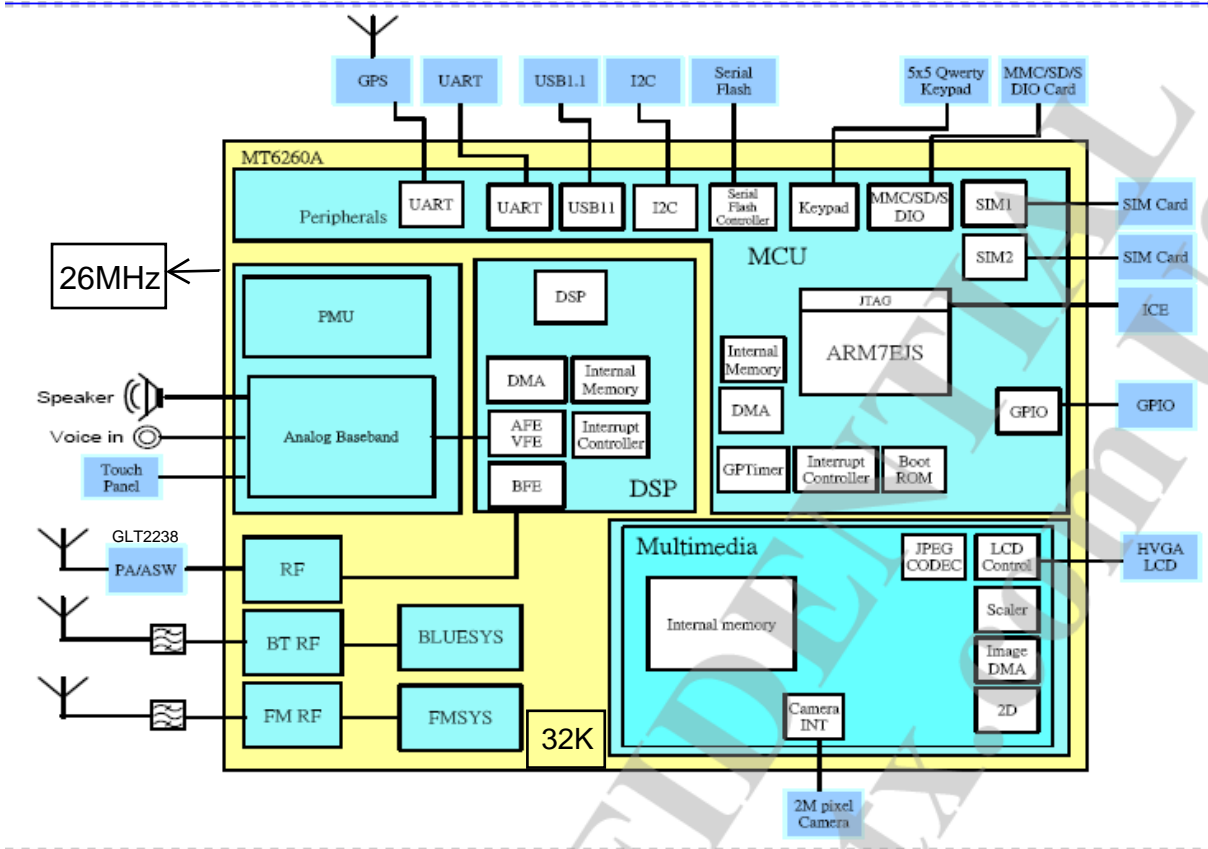 GPS
UART
USB1.1
I2C
Serial
Flash
5x5 Qwerty
Keypad
MMC/SD/S
DIO Card
MT6260A
Peripherals
UART
UART
USB11
I2C
Serial
Flash
Controller
Keypad
MMC/SD/S
DIO
SIM1
SIM Card
MCU
SIM2
SIM Card
26MHz
PMU
DSP
JTAG
ARM7EJS
ICE
Internal
Memory
DMA
Internal
Memory
DMA
GPIO
GPIO
Speaker
Voice in
Touch
Panel
Analog Baseband
AFE
VFE
Interrupt
Controller
BFE
DSP
GPTimer
Interrupt
Controller
Boot
ROM
GLT2238
PA/ASW
RF
Multimedia
JPEG
CODEC
LCD
Control
HVGA
LCD
Internal memory
Scaler
Image
DMA
2D
BT RF
BLUESYS
FM RF
FMSYS
32K
Camera
INT
2M pixel
Camera